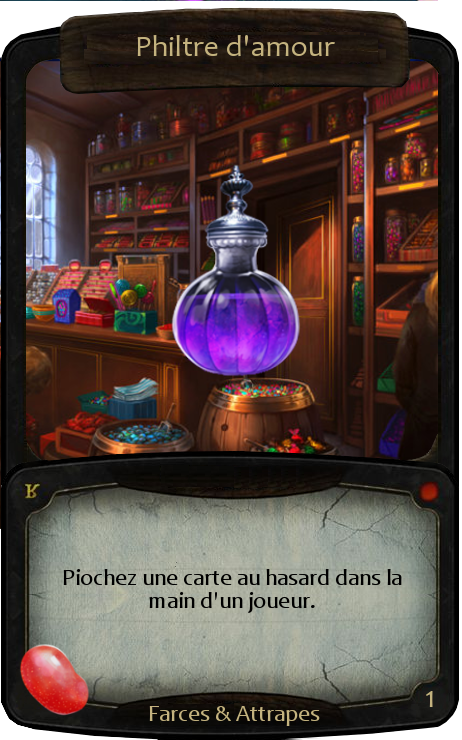 Philtre d'amour
Piochez une carte au hasard dans la
main d'un joueur.
Farces & Attrapes
1